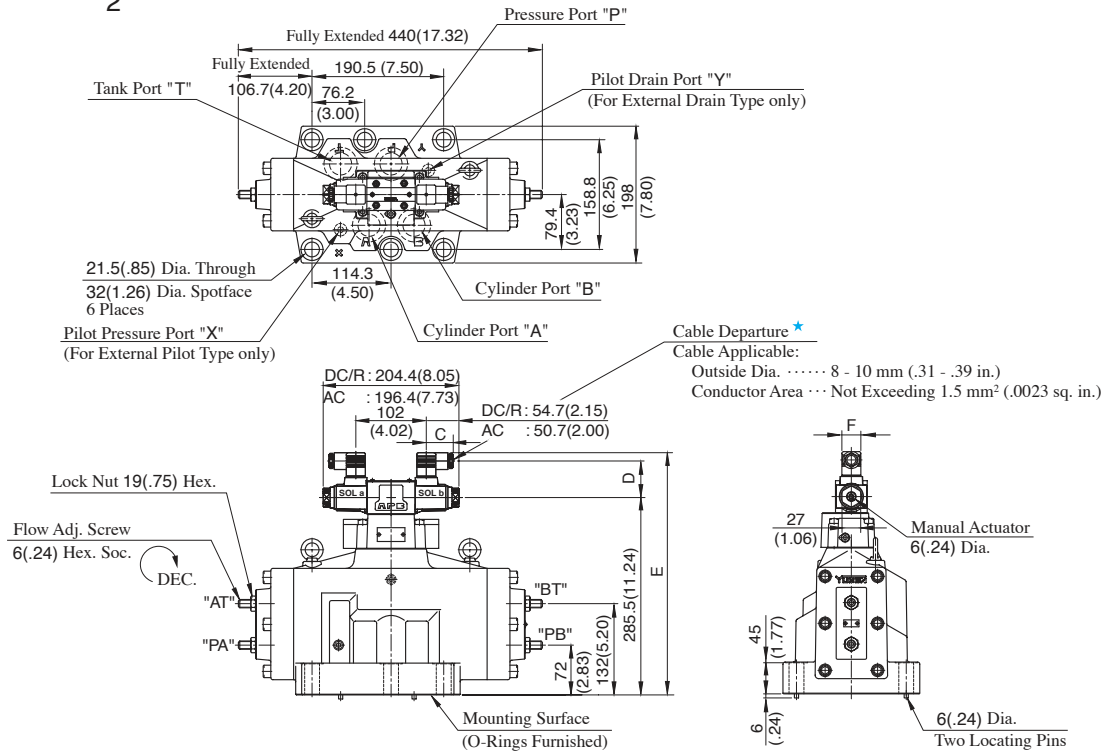 2
Pressure Port "P"
Fully Extended 440(17.32)
Fully Extended
106.7(4.20)
190.5 (7.50)
Pilot Drain Port "Y"
(For External Drain Type only)
Tank Port "T"
76.2
(3.00)
T
P
Y
79.4
(3.23)
158.8
(6.25)
198
(7.80)
X
A
B
21.5(.85) Dia. Through
32(1.26) Dia. Spotface
6 Places
114.3
(4.50)
Cylinder Port "B"
Pilot Pressure Port "X"
(For External Pilot Type only)
Cylinder Port "A"
Cable Departure ★
Cable Applicable:
Outside Dia. ······ 8 - 10 mm (.31 - .39 in.)
Conductor Area ··· Not Exceeding 1.5 mm² (.0023 sq. in.)
DC/R : 204.4(8.05)
AC : 196.4(7.73)
102
(4.02)
DC/R : 54.7(2.15)
AC : 50.7(2.00)
C
F
D
Lock Nut 19(.75) Hex.
SOL a
SOL b
APB
27
(1.06)
Manual Actuator
6(.24) Dia.
Flow Adj. Screw
6(.24) Hex. Soc.
DEC.
E
YUKEN
"AT"
"BT"
"PA"
"PB"
285.5(11.24)
132(5.20)
72
(2.83)
45
(1.77)
6
(.24)
Mounting Surface
(O-Rings Furnished)
6(.24) Dia.
Two Locating Pins